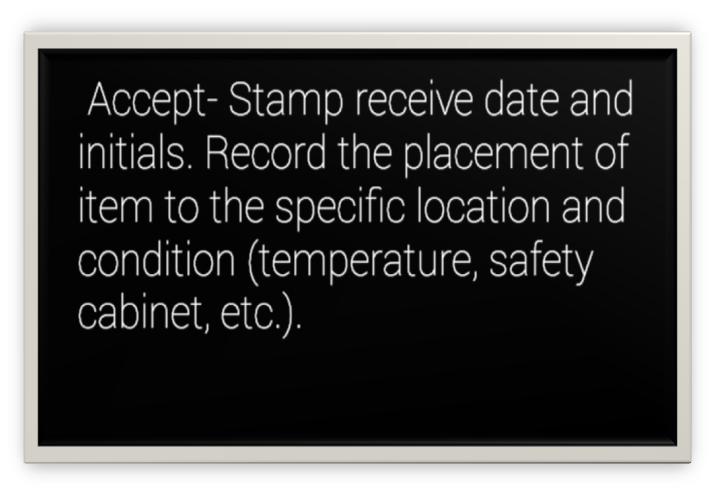 Accept- Stamp receive date and
initials. Record the placement of
item to the specific location and
condition (temperature, safety
cabinet, etc.).